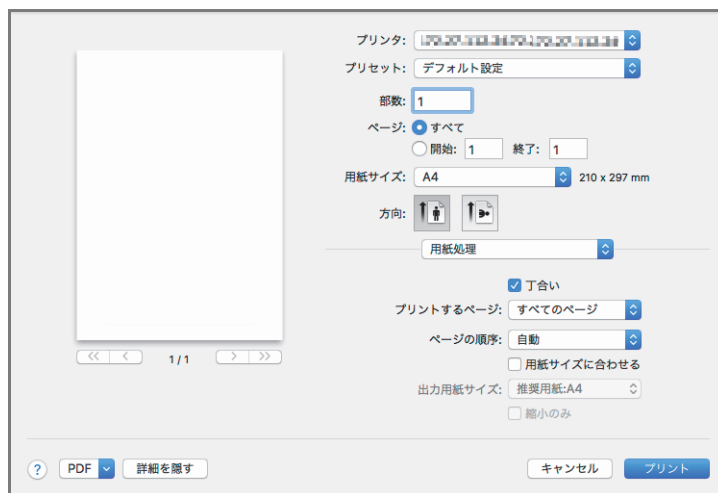 プリンタ:
プリセット: デフォルト設定
部数: 1
ページ: すべて
開始: 1 終了: 1
用紙サイズ: A4 210 x 297 mm
方向:
用紙処理
丁合い
プリントするページ: すべてのページ
ページの順序: 自動
用紙サイズに合わせる
出力用紙サイズ: 推奨用紙:A4
縮小のみ
<< < 1 / 1 > >>
? PDF 詳細を隠す キャンセル プリント